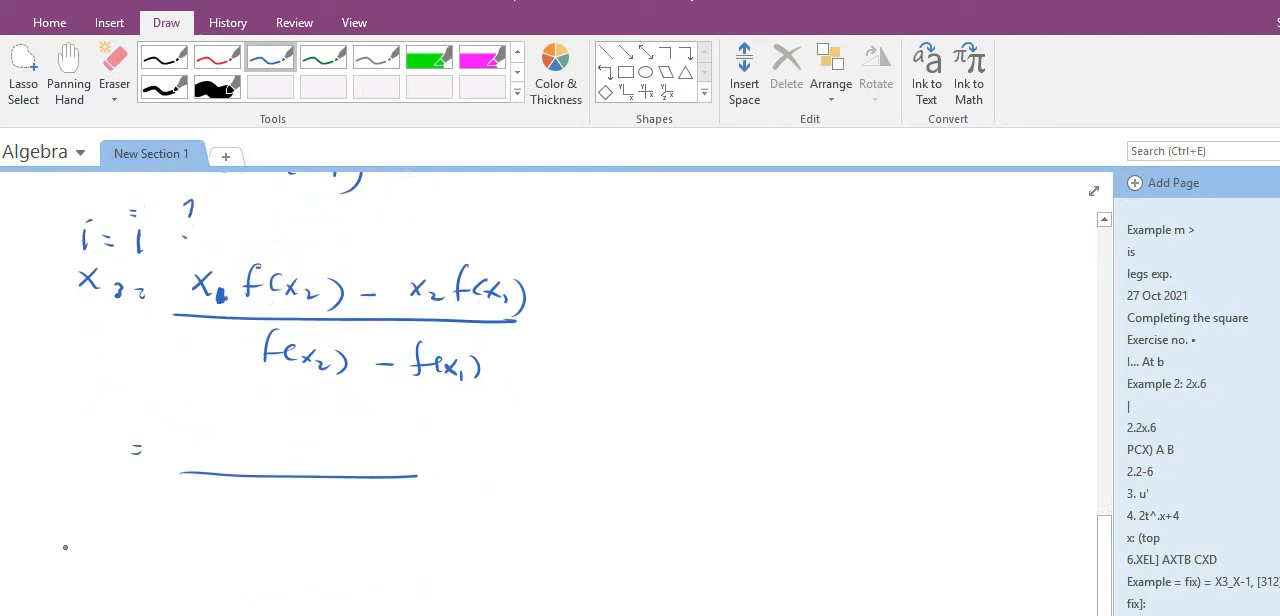 Home Insert Draw History Review View
Lasso Select
Panning Hand
Eraser
Color & Thickness
Insert Space
Delete
Arrange
Rotate
Ink to Text
Ink to Math
Tools
Shapes
Edit
Convert
Algebra
New Section 1
+
Search (Ctrl+E)
Add Page
Example m >
is
legs exp.
27 Oct 2021
Completing the square
Exercise no. •
I... At b
Example 2: 2x.6
|
2.2x.6
PCX) A B
2.2-6
3. u'
4. 2t^.x+4
x: (top
6.XEL] AXTB CXD
Example = fix) = X3_X-1, [312]
fix]:
i = 1 ?
x3 = x1 f(x2) - x2 f(x1)
f(x2) - f(x1)
=